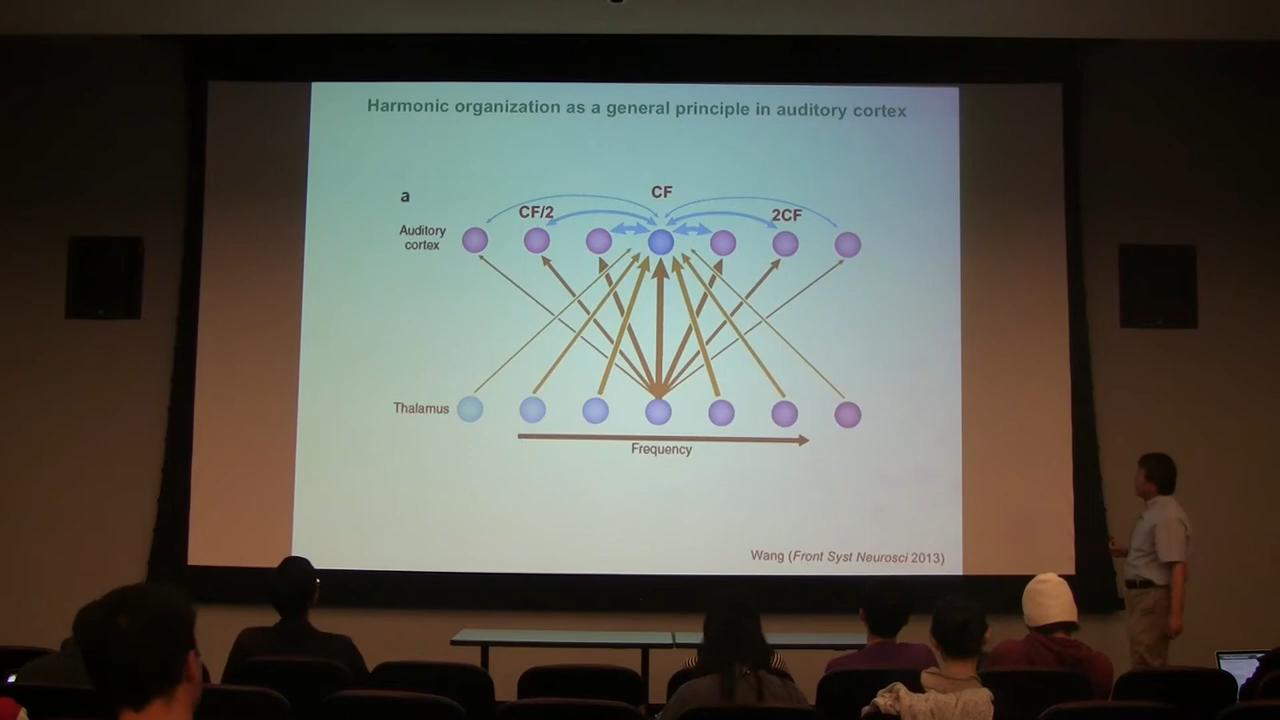 Harmonic organization as a general principle in auditory cortex
a
CF
CF/2
2CF
Auditory
cortex
Thalamus
Frequency
Wang (Front Syst Neurosci 2013)